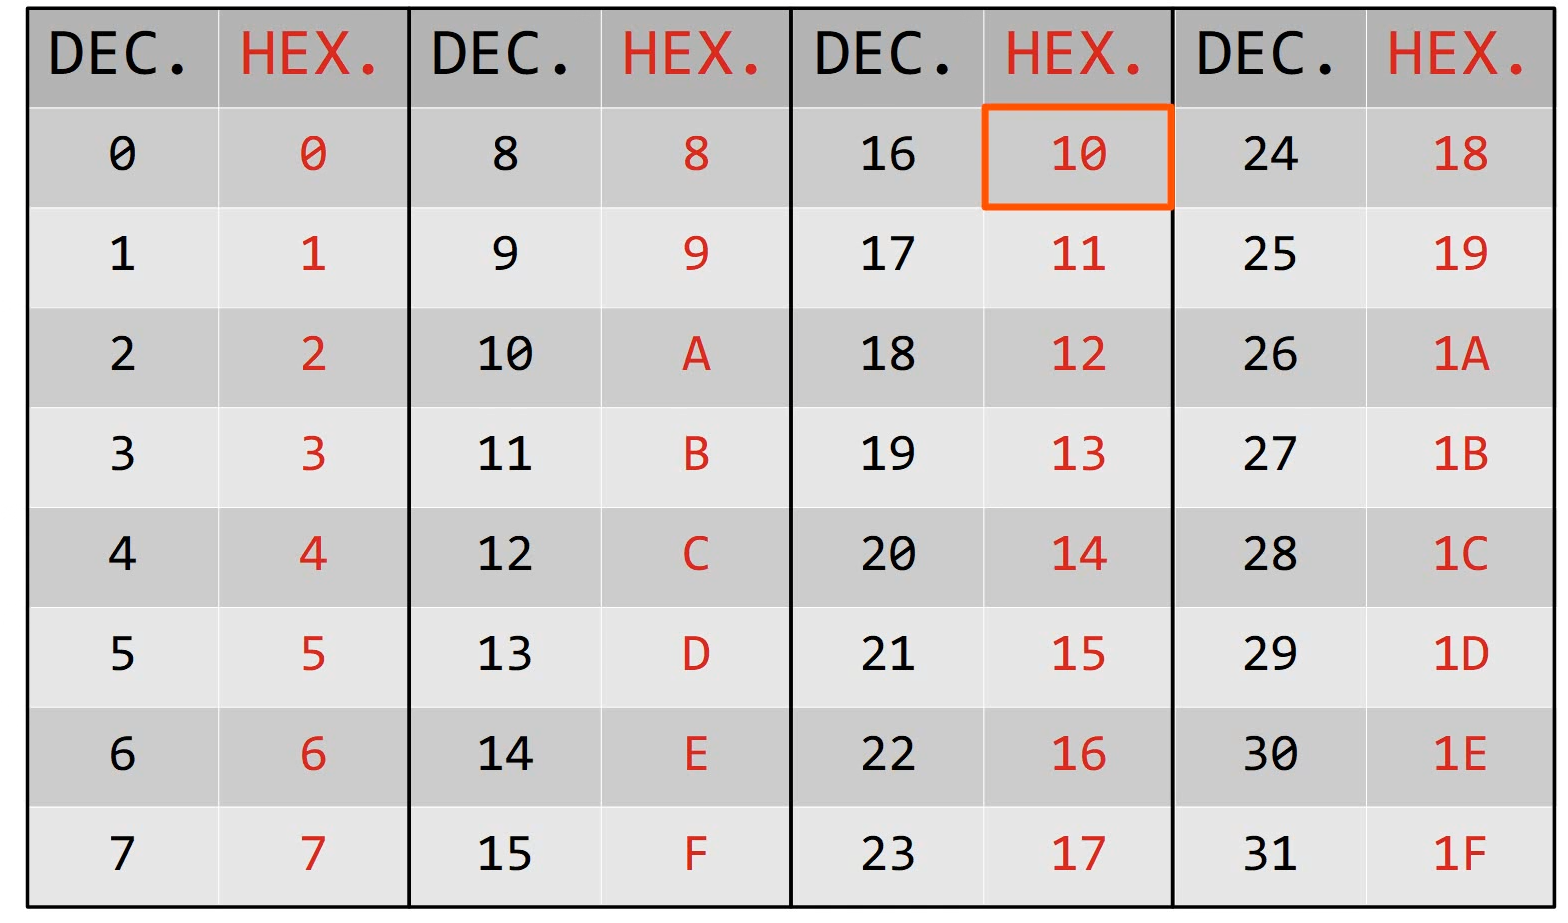 DEC. HEX. DEC. HEX. DEC. HEX. DEC. HEX.
0 0 8 8 16 10 24 18
1 1 9 9 17 11 25 19
2 2 10 A 18 12 26 1A
3 3 11 B 19 13 27 1B
4 4 12 C 20 14 28 1C
5 5 13 D 21 15 29 1D
6 6 14 E 22 16 30 1E
7 7 15 F 23 17 31 1F